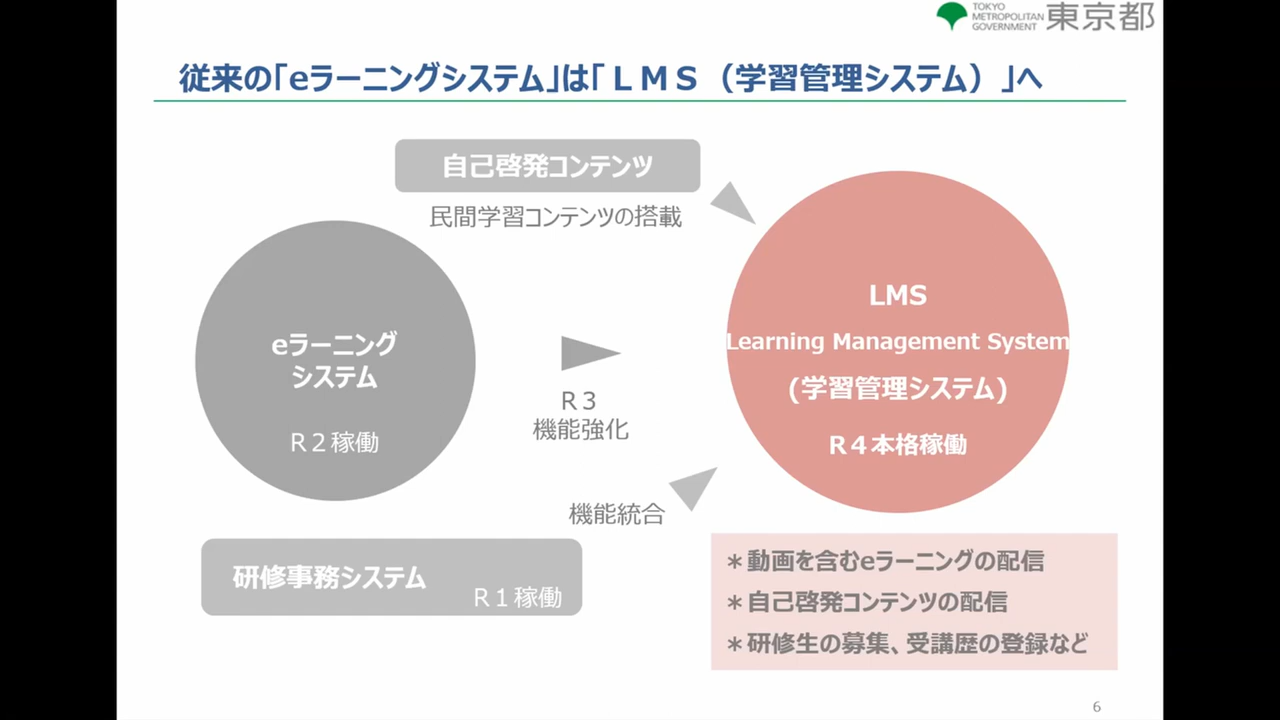 TOKYO
METROPOLITAN
GOVERNMENT
東京都
従来の「eラーニングシステム」は「ＬＭＳ（学習管理システム）」へ
自己啓発コンテンツ
民間学習コンテンツの搭載
eラーニング
システム
Ｒ２稼働
Ｒ３
機能強化
LMS
Learning Management System
(学習管理システム)
Ｒ４本格稼働
機能統合
研修事務システム
Ｒ１稼働
＊動画を含むeラーニングの配信
＊自己啓発コンテンツの配信
＊研修生の募集、受講歴の登録など
6